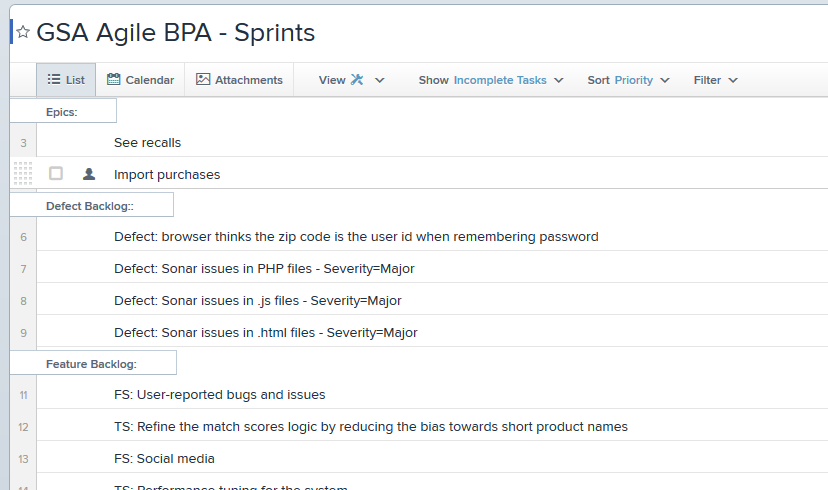 GSA Agile BPA - Sprints
List Calendar Attachments View Show Incomplete Tasks Sort Priority Filter
Epics:
3 See recalls
Import purchases
Defect Backlog::
6 Defect: browser thinks the zip code is the user id when remembering password
7 Defect: Sonar issues in PHP files - Severity=Major
8 Defect: Sonar issues in .js files - Severity=Major
9 Defect: Sonar issues in .html files - Severity=Major
Feature Backlog:
11 FS: User-reported bugs and issues
12 TS: Refine the match scores logic by reducing the bias towards short product names
13 FS: Social media
14 TS: Performance tuning for the system